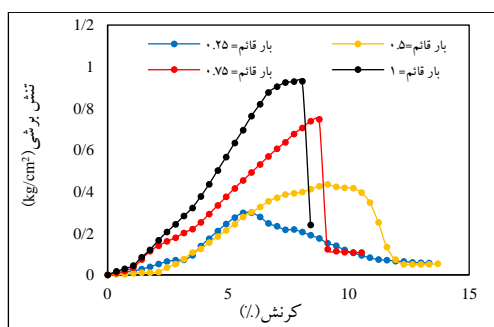 بار قائم= ۰.۲۵
بار قائم= ۰.۵
بار قائم= ۰.۷۵
بار قائم= ۱
1/2
1
0/8
0/6
0/4
0/2
0
تنش برشی (kg/cm²)
0
5
10
15
کرنش(٪)